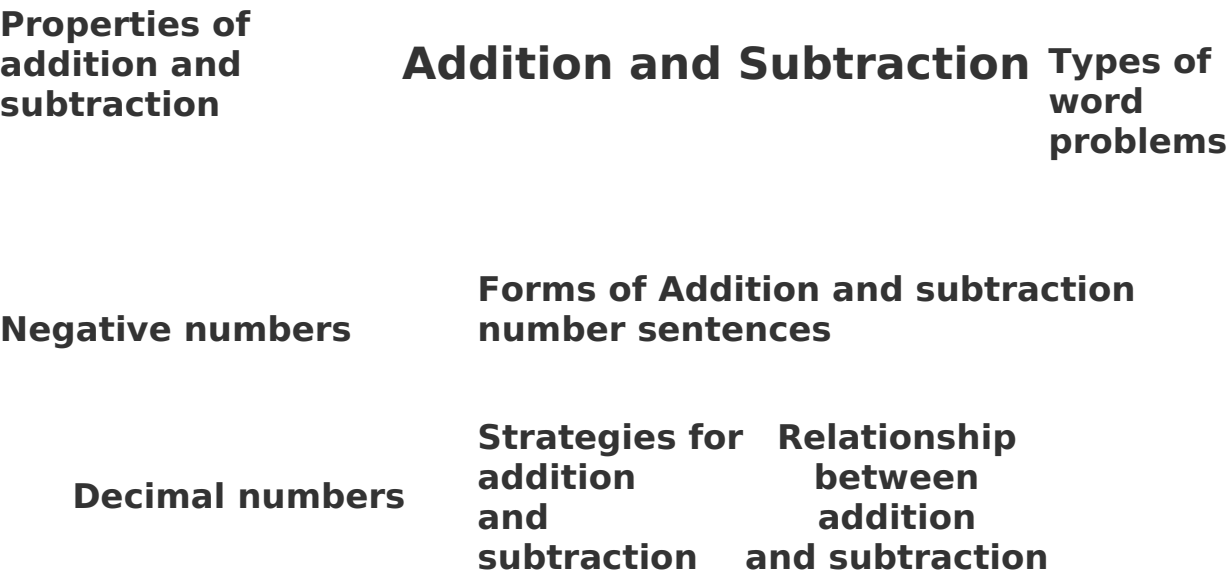 Properties of
addition and
subtraction
Addition and Subtraction
Types of
word
problems
Negative numbers
Forms of Addition and subtraction
number sentences
Decimal numbers
Strategies for
addition
and
subtraction
Relationship
between
addition
and subtraction